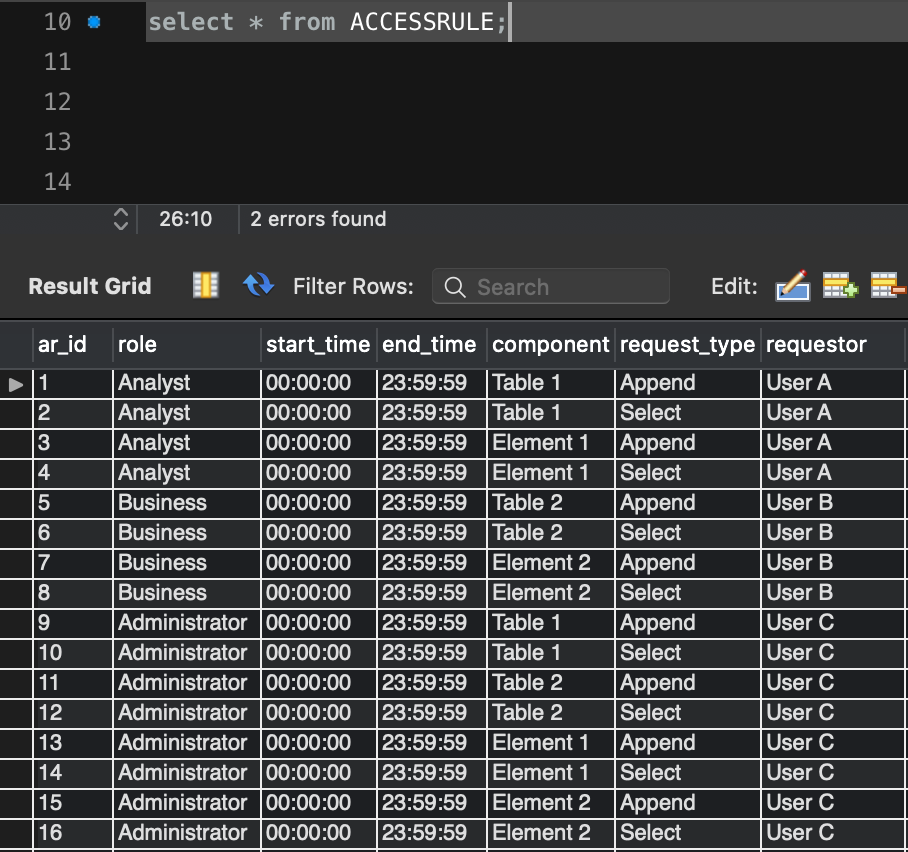 10 select * from ACCESSRULE;
11
12
13
14
26:10 2 errors found
Result Grid Filter Rows: Search Edit:
ar_id role start_time end_time component request_type requestor
1 Analyst 00:00:00 23:59:59 Table 1 Append User A
2 Analyst 00:00:00 23:59:59 Table 1 Select User A
3 Analyst 00:00:00 23:59:59 Element 1 Append User A
4 Analyst 00:00:00 23:59:59 Element 1 Select User A
5 Business 00:00:00 23:59:59 Table 2 Append User B
6 Business 00:00:00 23:59:59 Table 2 Select User B
7 Business 00:00:00 23:59:59 Element 2 Append User B
8 Business 00:00:00 23:59:59 Element 2 Select User B
9 Administrator 00:00:00 23:59:59 Table 1 Append User C
10 Administrator 00:00:00 23:59:59 Table 1 Select User C
11 Administrator 00:00:00 23:59:59 Table 2 Append User C
12 Administrator 00:00:00 23:59:59 Table 2 Select User C
13 Administrator 00:00:00 23:59:59 Element 1 Append User C
14 Administrator 00:00:00 23:59:59 Element 1 Select User C
15 Administrator 00:00:00 23:59:59 Element 2 Append User C
16 Administrator 00:00:00 23:59:59 Element 2 Select User C